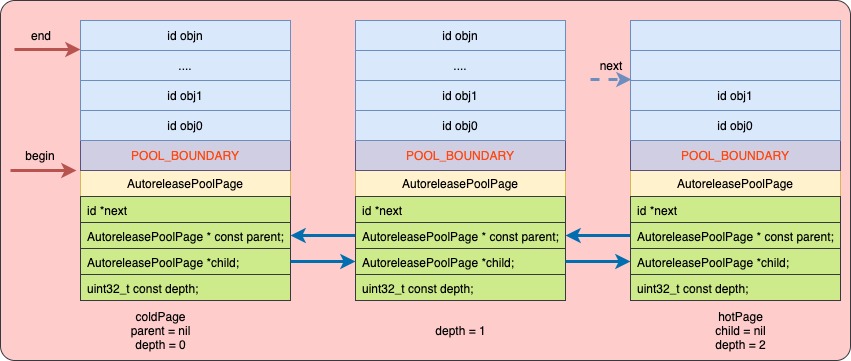 end
id objn
....
id obj1
id obj0
begin
POOL_BOUNDARY
AutoreleasePoolPage
id *next
AutoreleasePoolPage * const parent;
AutoreleasePoolPage *child;
uint32_t const depth;
coldPage
parent = nil
depth = 0
id objn
....
id obj1
id obj0
POOL_BOUNDARY
AutoreleasePoolPage
id *next
AutoreleasePoolPage * const parent;
AutoreleasePoolPage *child;
uint32_t const depth;
depth = 1
next
id obj1
id obj0
POOL_BOUNDARY
AutoreleasePoolPage
id *next
AutoreleasePoolPage * const parent;
AutoreleasePoolPage *child;
uint32_t const depth;
hotPage
child = nil
depth = 2